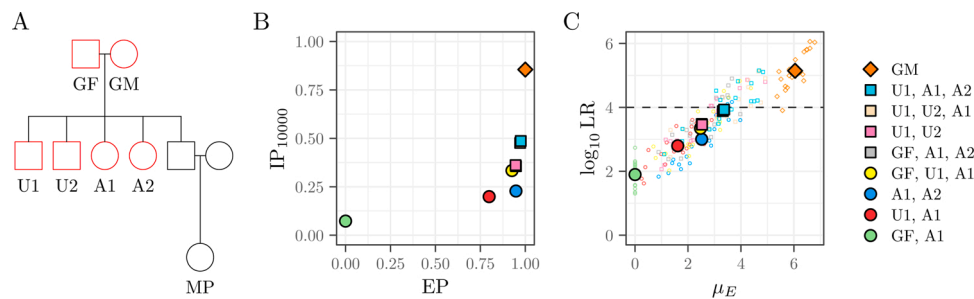 A
GF
GM
U1
U2
A1
A2
MP
B
IP10000
1.00
0.75
0.50
0.25
0.00
0.00
0.25
0.50
0.75
1.00
EP
C
log10 LR
6
4
2
0
0
2
4
6
μE
GM
U1, A1, A2
U1, U2, A1
U1, U2
GF, A1, A2
GF, U1, A1
A1, A2
U1, A1
GF, A1